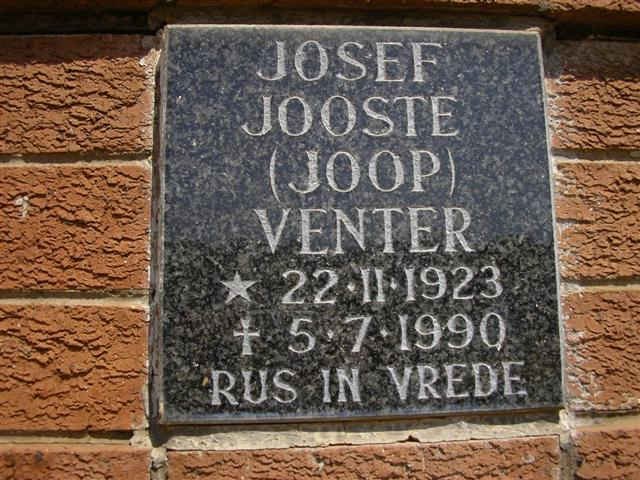 JOSEF
JOOSTE
(JOOP)
VENTER
★ 22·11·1923
✝ 5·7·1990
RUS IN VREDE